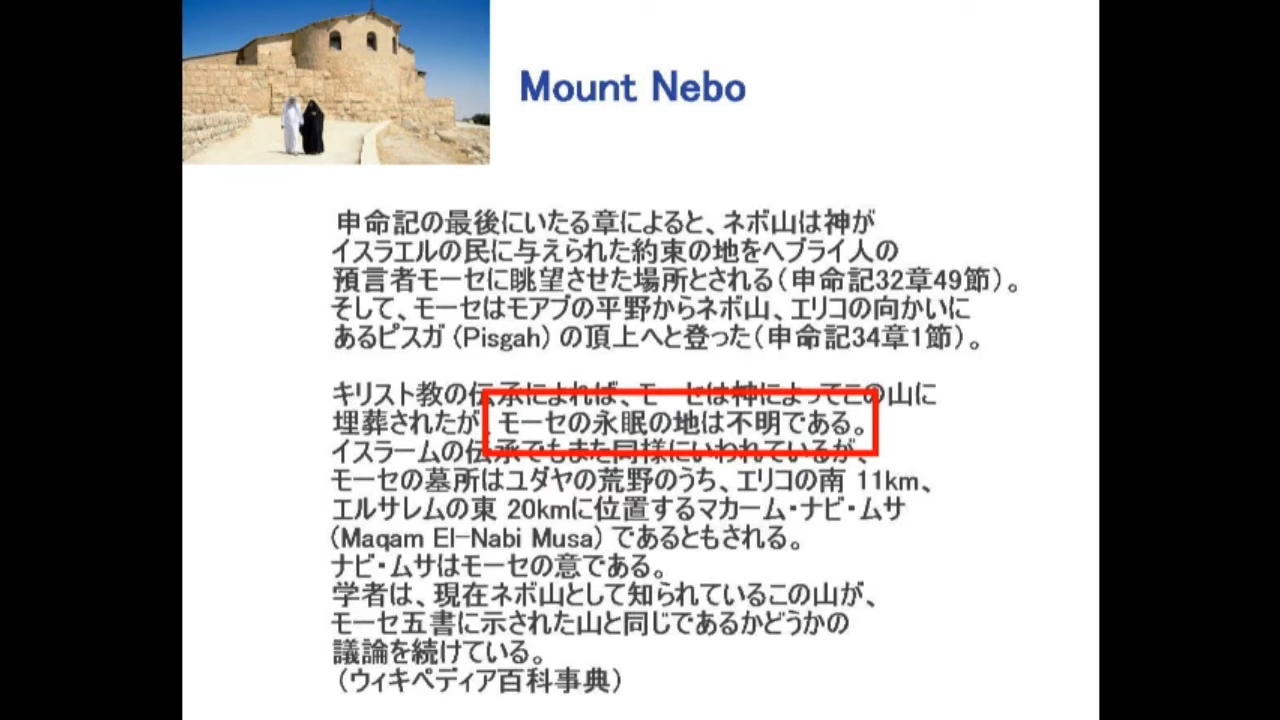 Mount Nebo
申命記の最後にいたる章によると、ネボ山は神が
イスラエルの民に与えられた約束の地をヘブライ人の
預言者モーセに眺望させた場所とされる（申命記32章49節）。
そして、モーセはモアブの平野からネボ山、エリコの向かいに
あるピスガ (Pisgah) の頂上へと登った（申命記34章1節）。
キリスト教の伝承によれば、モーセは神によってこの山に
埋葬されたが、モーセの永眠の地は不明である。
イスラームの伝承でもまた同様にいわれているが、
モーセの墓所はユダヤの荒野のうち、エリコの南 11km、
エルサレムの東 20kmに位置するマカーム・ナビ・ムサ
(Maqam El-Nabi Musa) であるともされる。
ナビ・ムサはモーセの意である。
学者は、現在ネボ山として知られているこの山が、
モーセ五書に示された山と同じであるかどうかの
議論を続けている。
（ウィキペディア百科事典）